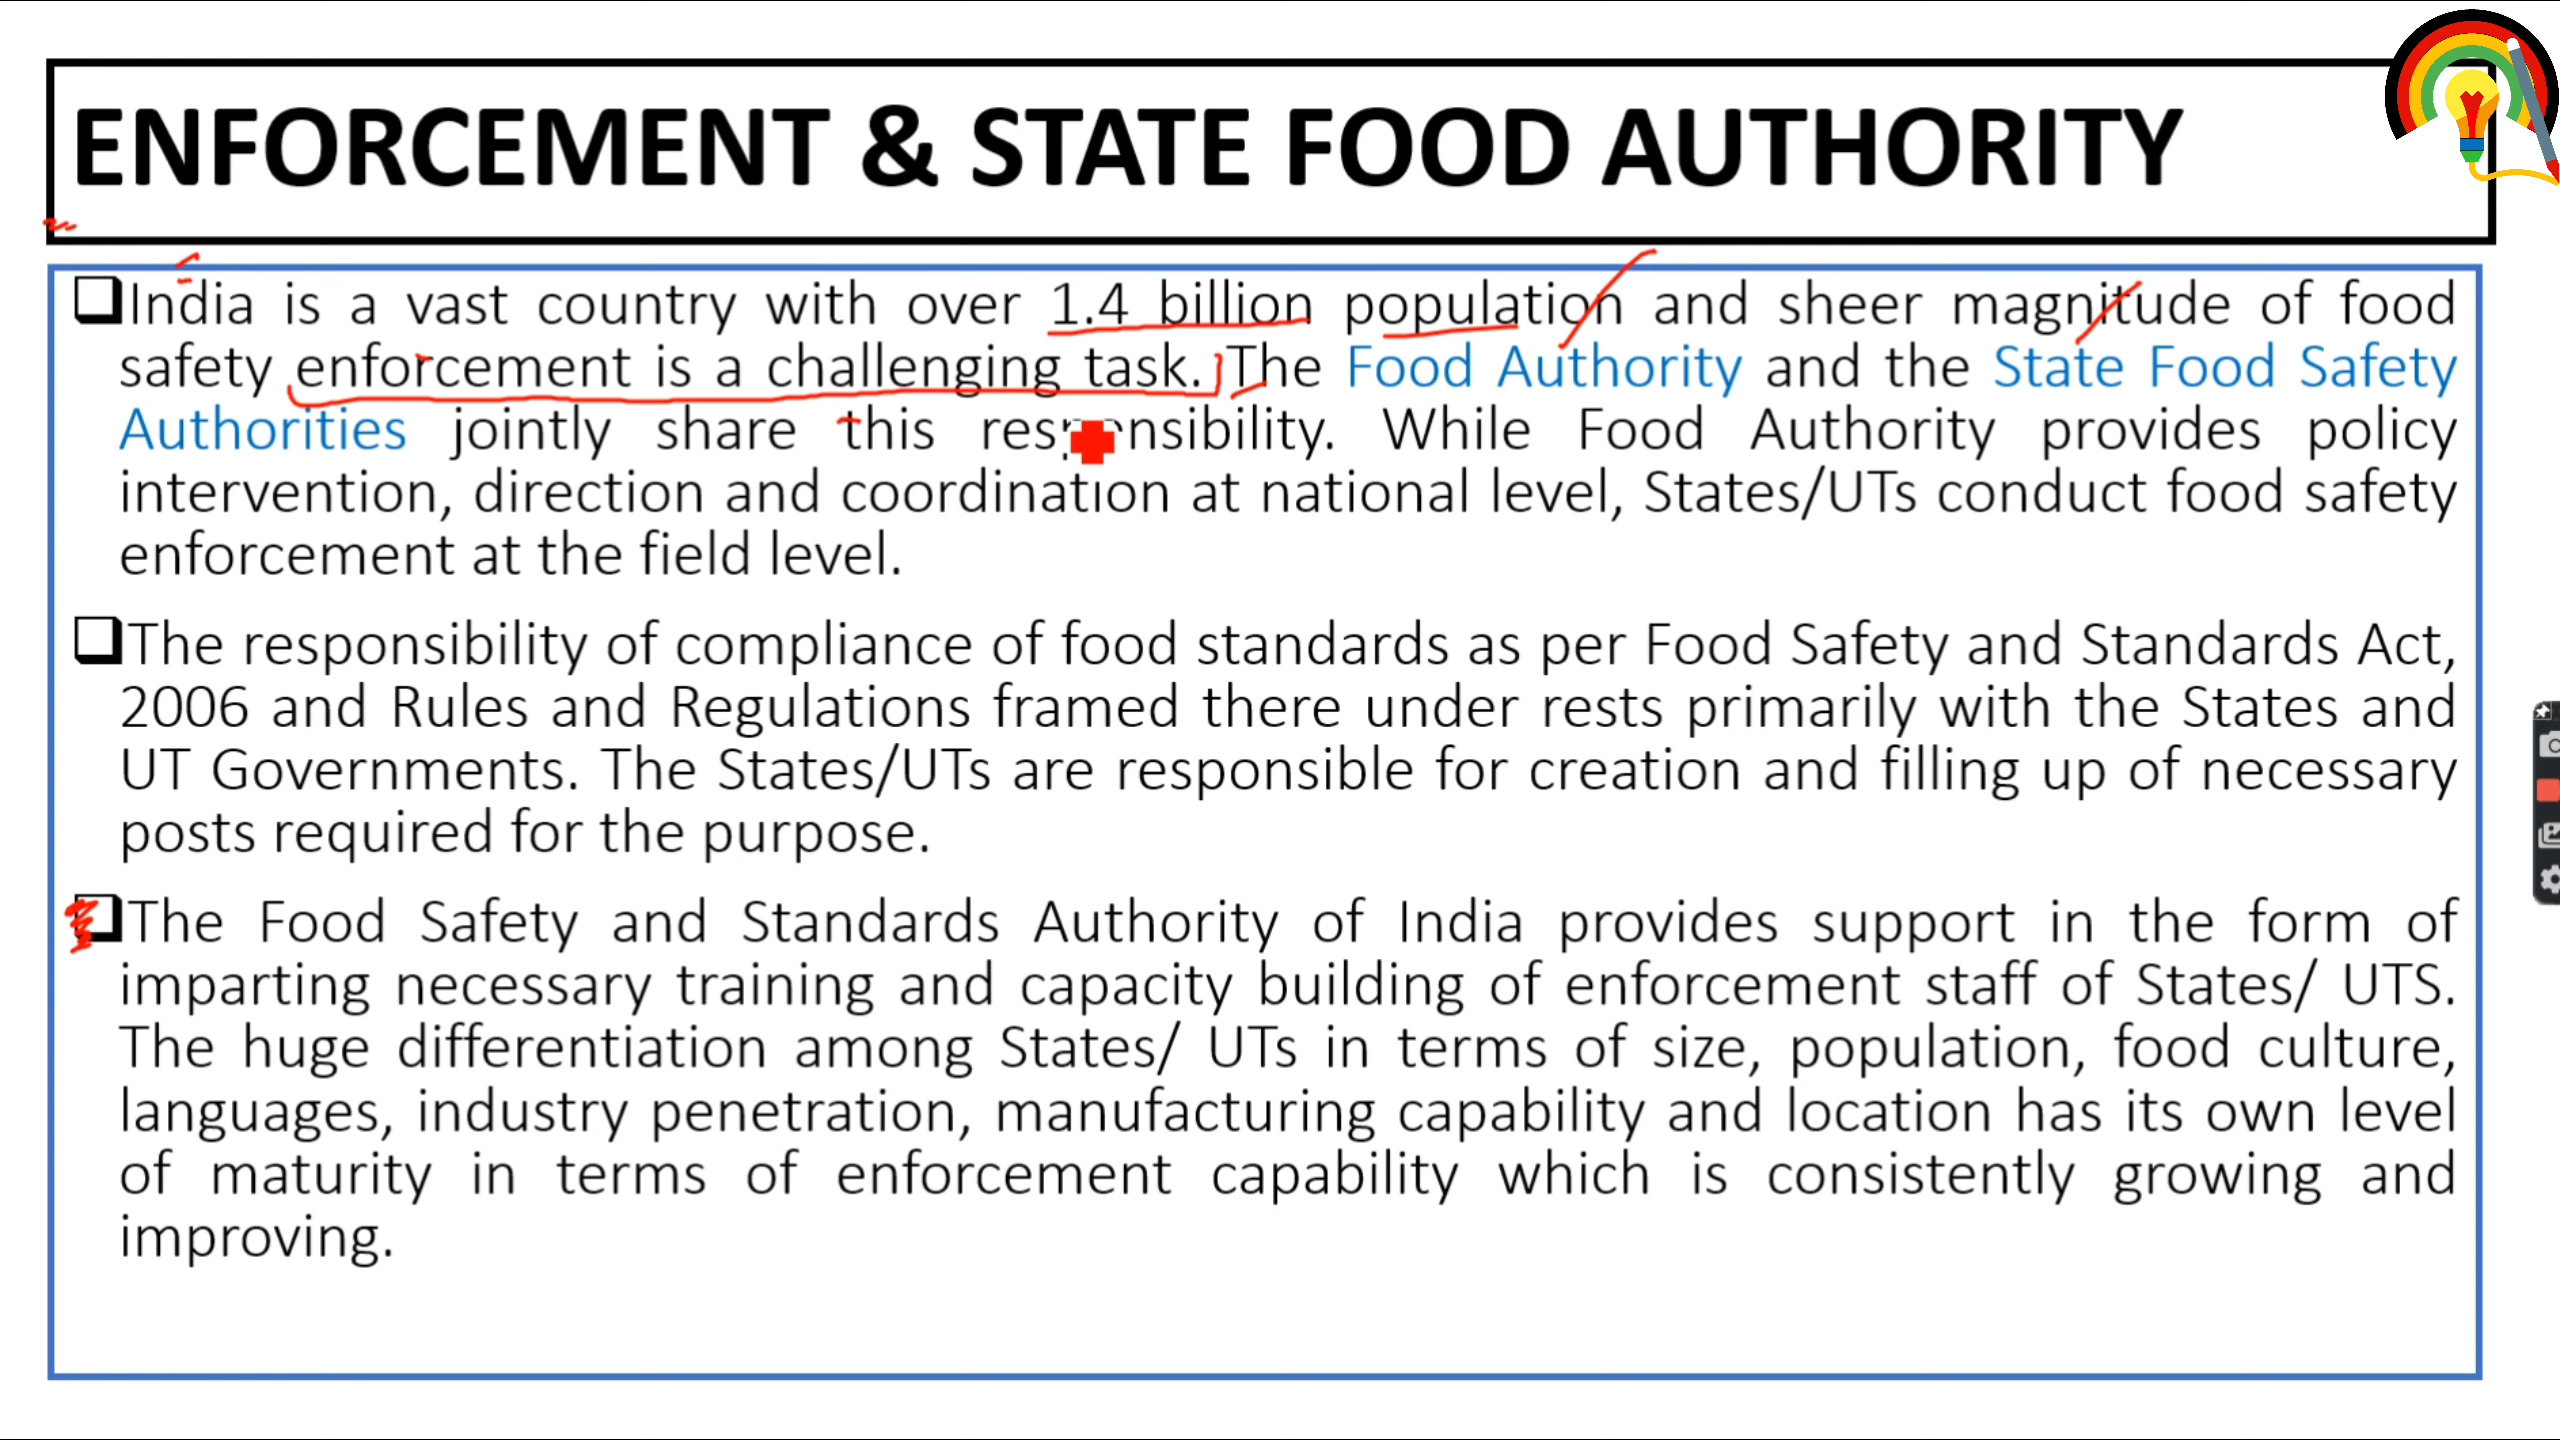 ENFORCEMENT & STATE FOOD AUTHORITY
India is a vast country with over 1.4 billion population and sheer magnitude of food
safety enforcement is a challenging task. The Food Authority and the State Food Safety
Authorities jointly share this responsibility. While Food Authority provides policy
intervention, direction and coordination at national level, States/UTs conduct food safety
enforcement at the field level.
The responsibility of compliance of food standards as per Food Safety and Standards Act,
2006 and Rules and Regulations framed there under rests primarily with the States and
UT Governments. The States/UTs are responsible for creation and filling up of necessary
posts required for the purpose.
The Food Safety and Standards Authority of India provides support in the form of
imparting necessary training and capacity building of enforcement staff of States/ UTS.
The huge differentiation among States/ UTs in terms of size, population, food culture,
languages, industry penetration, manufacturing capability and location has its own level
of maturity in terms of enforcement capability which is consistently growing and
improving.